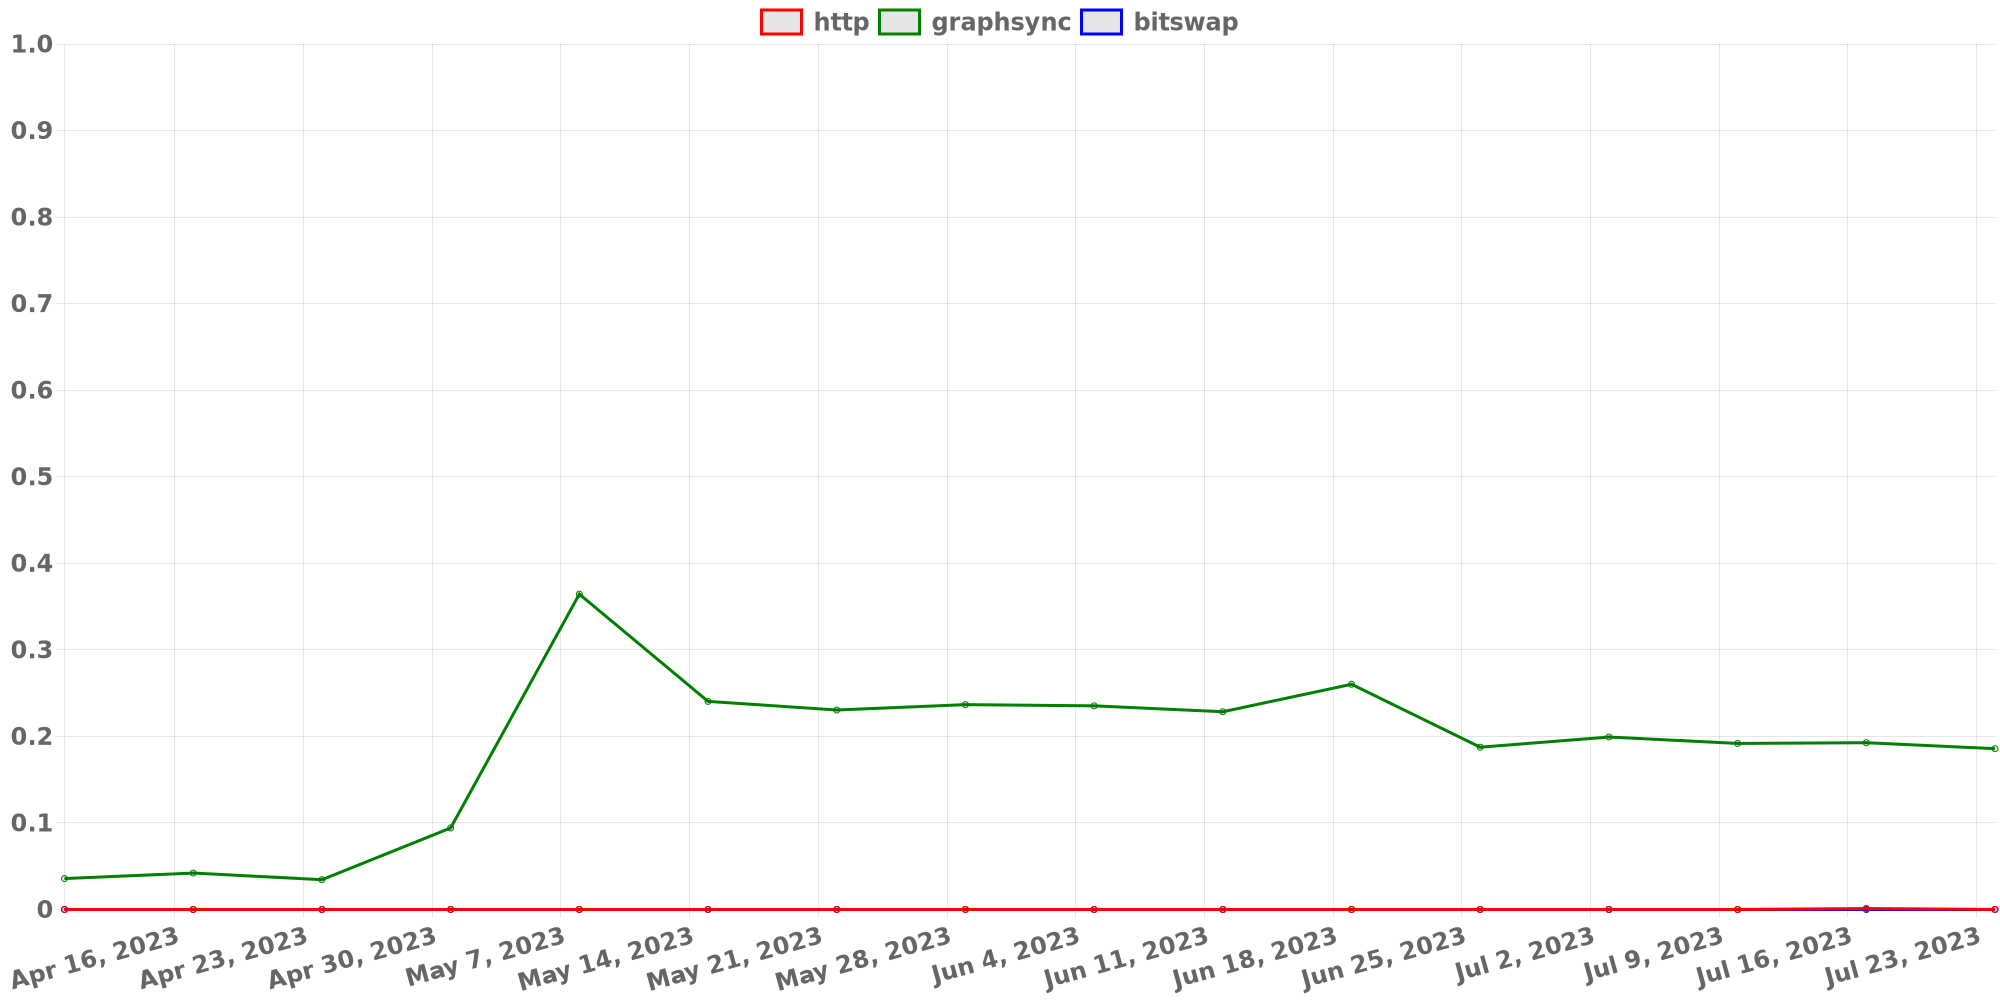 http graphsync bitswap
1.0
0.9
0.8
0.7
0.6
0.5
0.4
0.3
0.2
0.1
0
Apr 16, 2023
Apr 23, 2023
Apr 30, 2023
May 7, 2023
May 14, 2023
May 21, 2023
May 28, 2023
Jun 4, 2023
Jun 11, 2023
Jun 18, 2023
Jun 25, 2023
Jul 2, 2023
Jul 9, 2023
Jul 16, 2023
Jul 23, 2023